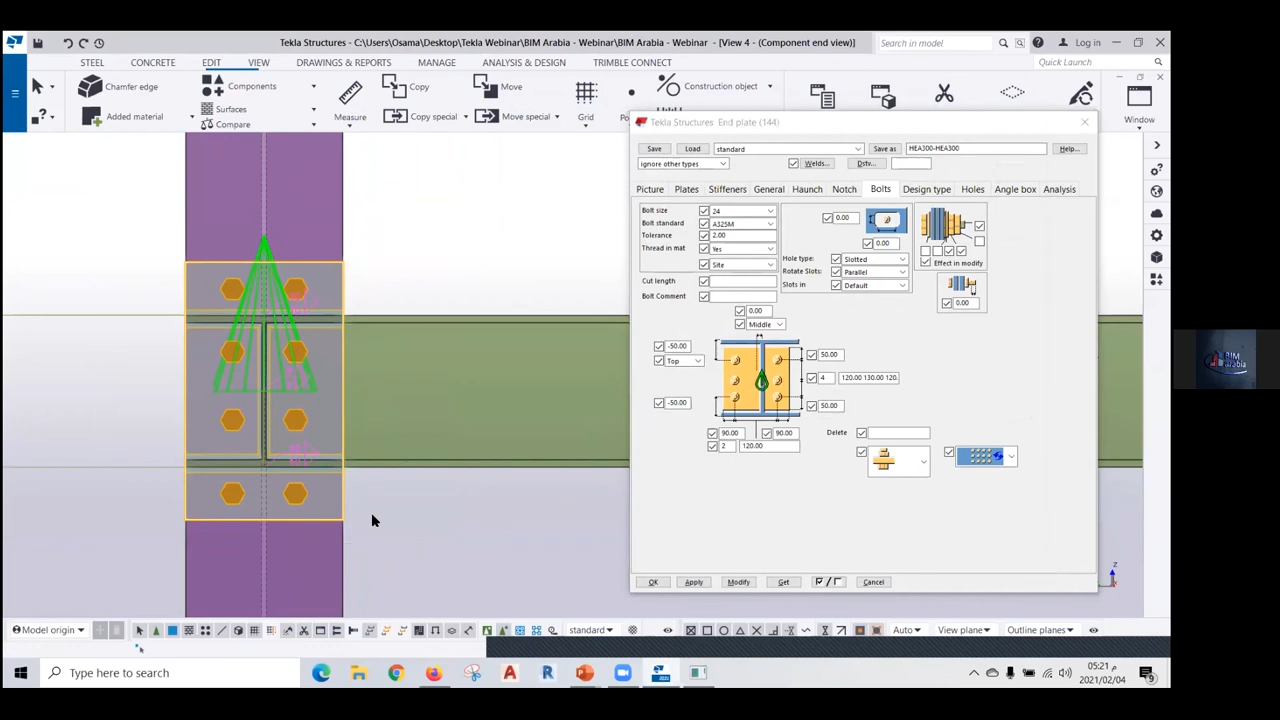 Tekla Structures - C:\Users\Osama\Desktop\Tekla Webinar\BIM Arabia - Webinar\BIM Arabia - Webinar - [View 4 - (Component end view)]
Search in model
Log in
STEEL CONCRETE EDIT VIEW DRAWINGS & REPORTS MANAGE ANALYSIS & DESIGN TRIMBLE CONNECT
Quick Launch
Chamfer edge
Components
Copy
Move
Construction object
Surfaces
Added material
Compare
Measure
Copy special
Move special
Grid
Window
Tekla Structures End plate (144)
Save Load standard Save as HEA300-HEA300 Help...
ignore other types Welds... Dstv...
Picture Plates Stiffeners General Haunch Notch Bolts Design type Holes Angle box Analysis
Bolt size 24
Bolt standard A325M
Tolerance 2.00
Thread in mat Yes
Site
Cut length
Bolt Comment
0.00
0.00
Hole type: Slotted
Rotate Slots: Parallel
Slots in Default
Effect in modify
0.00
0.00
Middle
-50.00
Top
-50.00
50.00
4 120.00 130.00 120.
50.00
90.00 90.00
2 120.00
Delete
OK Apply Modify Get Cancel
z
Model origin
standard
Auto
View plane
Outline planes
Type here to search
05:21 م
2021/02/04
9
BIM
arabia